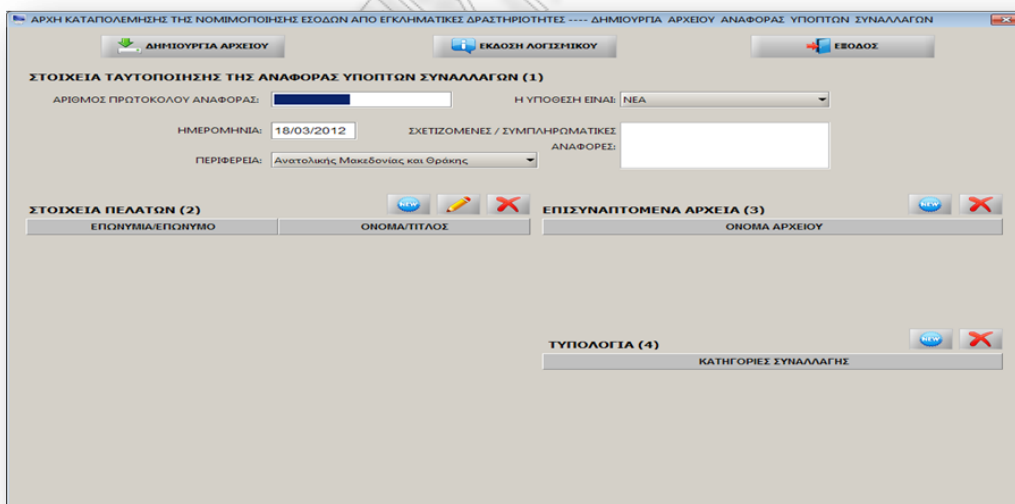 ΑΡΧΗ ΚΑΤΑΠΟΛΕΜΗΣΗΣ ΤΗΣ ΝΟΜΙΜΟΠΟΙΗΣΗΣ ΕΣΟΔΩΝ ΑΠΟ ΕΓΚΛΗΜΑΤΙΚΕΣ ΔΡΑΣΤΗΡΙΟΤΗΤΕΣ ---- ΔΗΜΙΟΥΡΓΙΑ ΑΡΧΕΙΟΥ ΑΝΑΦΟΡΑΣ ΥΠΟΠΤΩΝ ΣΥΝΑΛΛΑΓΩΝ
ΔΗΜΙΟΥΡΓΙΑ ΑΡΧΕΙΟΥ ΕΚΔΟΣΗ ΛΟΓΙΣΜΙΚΟΥ ΕΞΟΔΟΣ
ΣΤΟΙΧΕΙΑ ΤΑΥΤΟΠΟΙΗΣΗΣ ΤΗΣ ΑΝΑΦΟΡΑΣ ΥΠΟΠΤΩΝ ΣΥΝΑΛΛΑΓΩΝ (1)
ΑΡΙΘΜΟΣ ΠΡΩΤΟΚΟΛΟΥ ΑΝΑΦΟΡΑΣ: Η ΥΠΟΘΕΣΗ ΕΙΝΑΙ: ΝΕΑ
ΗΜΕΡΟΜΗΝΙΑ: 18/03/2012 ΣΧΕΤΙΖΟΜΕΝΕΣ / ΣΥΜΠΛΗΡΩΜΑΤΙΚΕΣ
ΑΝΑΦΟΡΕΣ:
ΠΕΡΙΦΕΡΕΙΑ: Ανατολικής Μακεδονίας και Θράκης
ΣΤΟΙΧΕΙΑ ΠΕΛΑΤΩΝ (2) NEW ΕΠΙΣΥΝΑΠΤΟΜΕΝΑ ΑΡΧΕΙΑ (3) NEW
ΕΠΩΝΥΜΙΑ/ΕΠΩΝΥΜΟ ΟΝΟΜΑ/ΤΙΤΛΟΣ ΟΝΟΜΑ ΑΡΧΕΙΟΥ
ΤΥΠΟΛΟΓΙΑ (4) NEW
ΚΑΤΗΓΟΡΙΕΣ ΣΥΝΑΛΛΑΓΗΣ